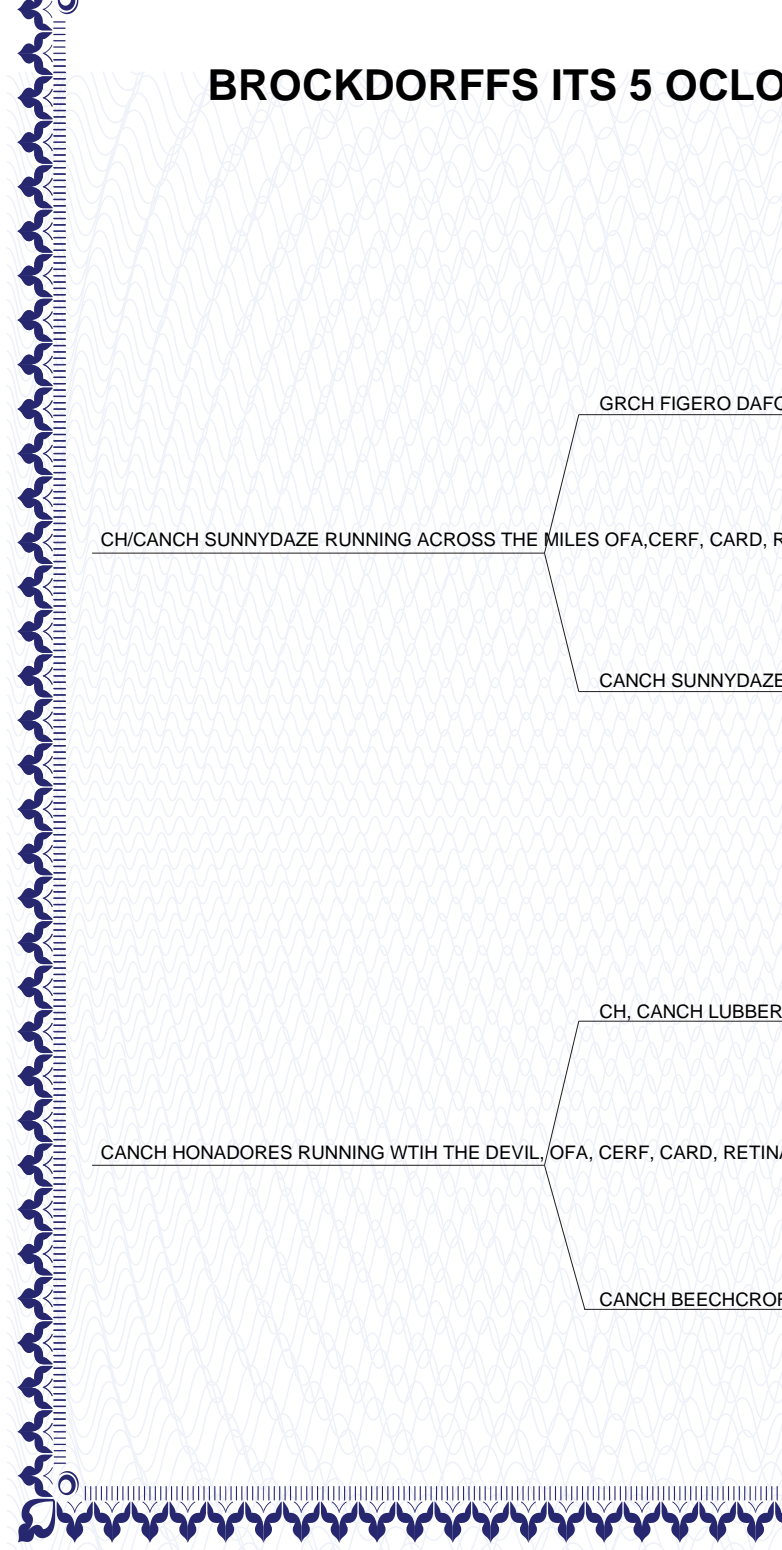 BROCKDORFFS ITS 5 OCLO
GRCH FIGERO DAFO
CH/CANCH SUNNYDAZE RUNNING ACROSS THE MILES OFA,CERF, CARD, R
CANCH SUNNYDAZE
CH, CANCH LUBBER
CANCH HONADORES RUNNING WTIH THE DEVIL, OFA, CERF, CARD, RETINA
CANCH BEECHCROF